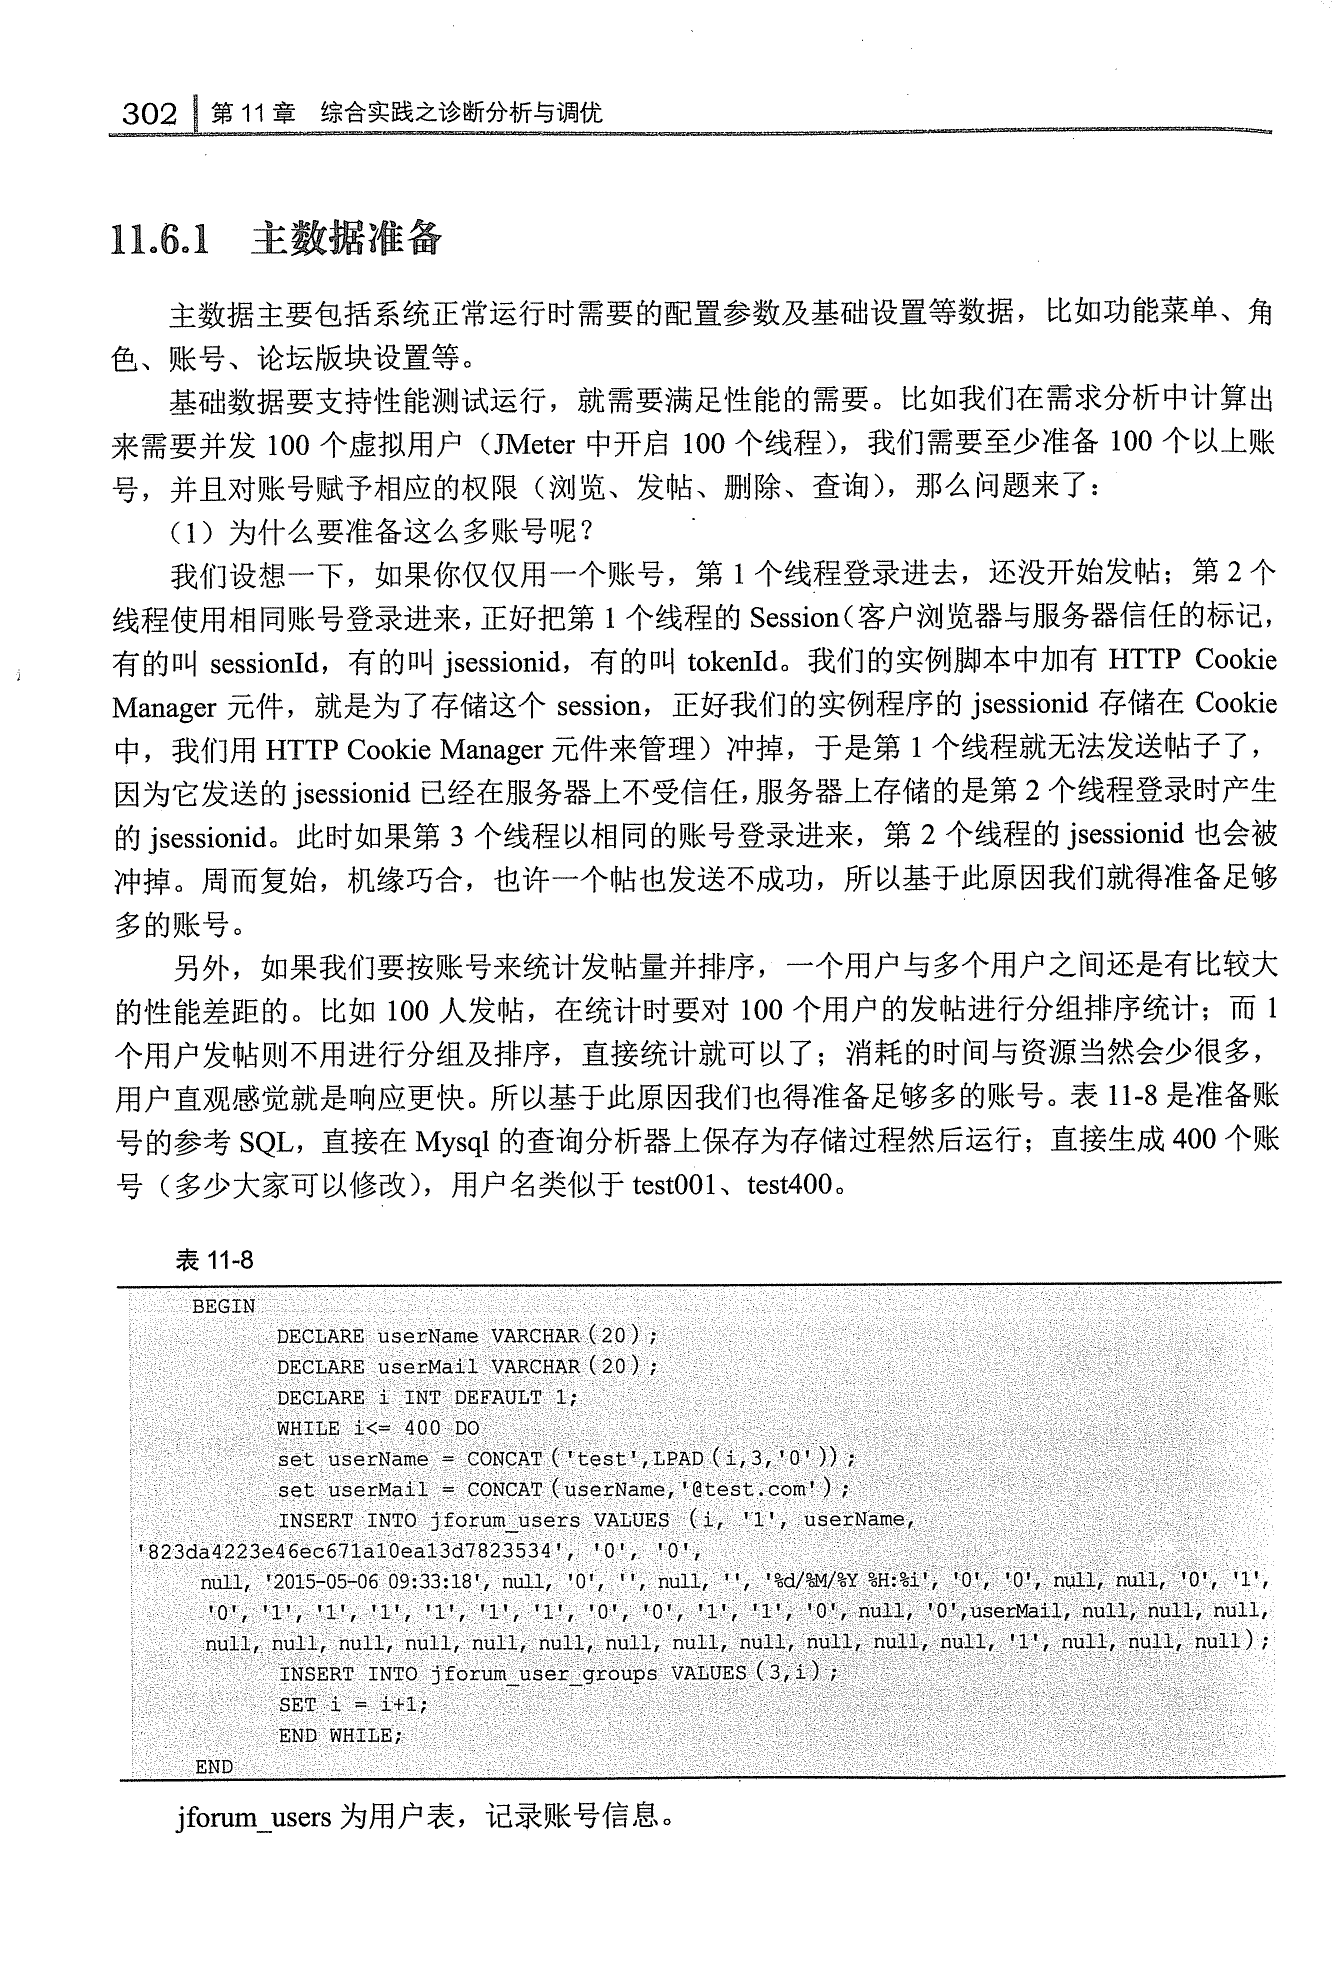 302 第 11 章 综合实践之诊断分析与调优
11.6.1 主数据准备
主数据主要包括系统正常运行时需要的配置参数及基础设置等数据，比如功能菜单、角
色、账号、论坛版块设置等。
基础数据要支持性能测试运行，就需要满足性能的需要。比如我们在需求分析中计算出
来需要并发 100 个虚拟用户（JMeter 中开启 100 个线程），我们需要至少准备 100 个以上账
号，并且对账号赋予相应的权限（浏览、发帖、删除、查询），那么问题来了：
（1）为什么要准备这么多账号呢？
我们设想一下，如果你仅仅用一个账号，第 1 个线程登录进去，还没开始发帖；第 2 个
线程使用相同账号登录进来，正好把第 1 个线程的 Session（客户浏览器与服务器信任的标记，
有的叫 sessionId，有的叫 jsessionid，有的叫 tokenId。我们的实例脚本中加有 HTTP Cookie
Manager 元件，就是为了存储这个 session，正好我们的实例程序的 jsessionid 存储在 Cookie
中，我们用 HTTP Cookie Manager 元件来管理）冲掉，于是第 1 个线程就无法发送帖子了，
因为它发送的 jsessionid 已经在服务器上不受信任，服务器上存储的是第 2 个线程登录时产生
的 jsessionid。此时如果第 3 个线程以相同的账号登录进来，第 2 个线程的 jsessionid 也会被
冲掉。周而复始，机缘巧合，也许一个帖也发送不成功，所以基于此原因我们就得准备足够
多的账号。
另外，如果我们要按账号来统计发帖量并排序，一个用户与多个用户之间还是有比较大
的性能差距的。比如 100 人发帖，在统计时要对 100 个用户的发帖进行分组排序统计；而 1
个用户发帖则不用进行分组及排序，直接统计就可以了；消耗的时间与资源当然会少很多，
用户直观感觉就是响应更快。所以基于此原因我们也得准备足够多的账号。表 11-8 是准备账
号的参考 SQL，直接在 Mysql 的查询分析器上保存为存储过程然后运行；直接生成 400 个账
号（多少大家可以修改），用户名类似于 test001、test400。
表 11-8
BEGIN
DECLARE userName VARCHAR(20);
DECLARE userMail VARCHAR(20);
DECLARE i INT DEFAULT 1;
WHILE i<= 400 DO
set userName = CONCAT('test',LPAD(i,3,'0'));
set userMail = CONCAT(userName,'@test.com');
INSERT INTO jforum_users VALUES (i, '1', userName,
'823da4223e46ec671a10ea13d7823534', '0', '0',
null, '2015-05-06 09:33:18', null, '0', '', null, '', '%d/%M/%Y %H:%i', '0', '0', null, null, '0', '1',
'0', '1', '1', '1', '1', '1', '1', '0', '0', '1', '1', '0', null, '0',userMail, null, null, null,
null, null, null, null, null, null, null, null, null, null, null, null, '1', null, null, null);
INSERT INTO jforum_user_groups VALUES(3,i);
SET i = i+1;
END WHILE;
END
jforum_users 为用户表，记录账号信息。